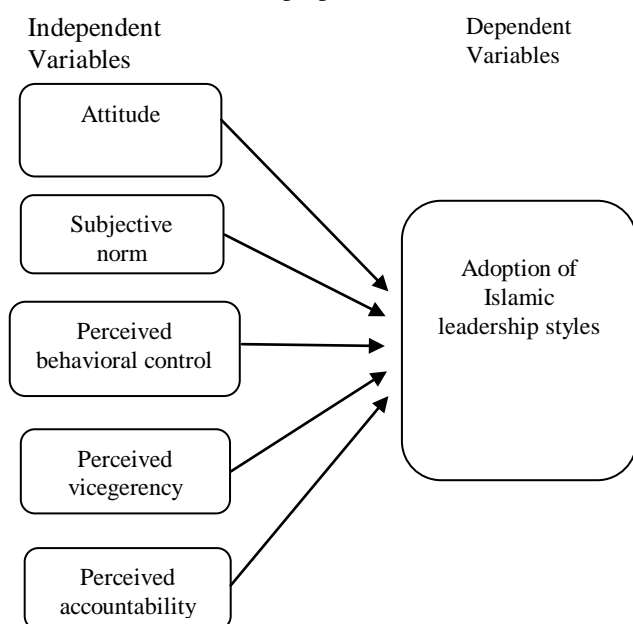 Independent
Variables
Dependent
Variables
Attitude
Subjective
norm
Perceived
behavioral control
Perceived
vicegerency
Perceived
accountability
Adoption of
Islamic
leadership styles